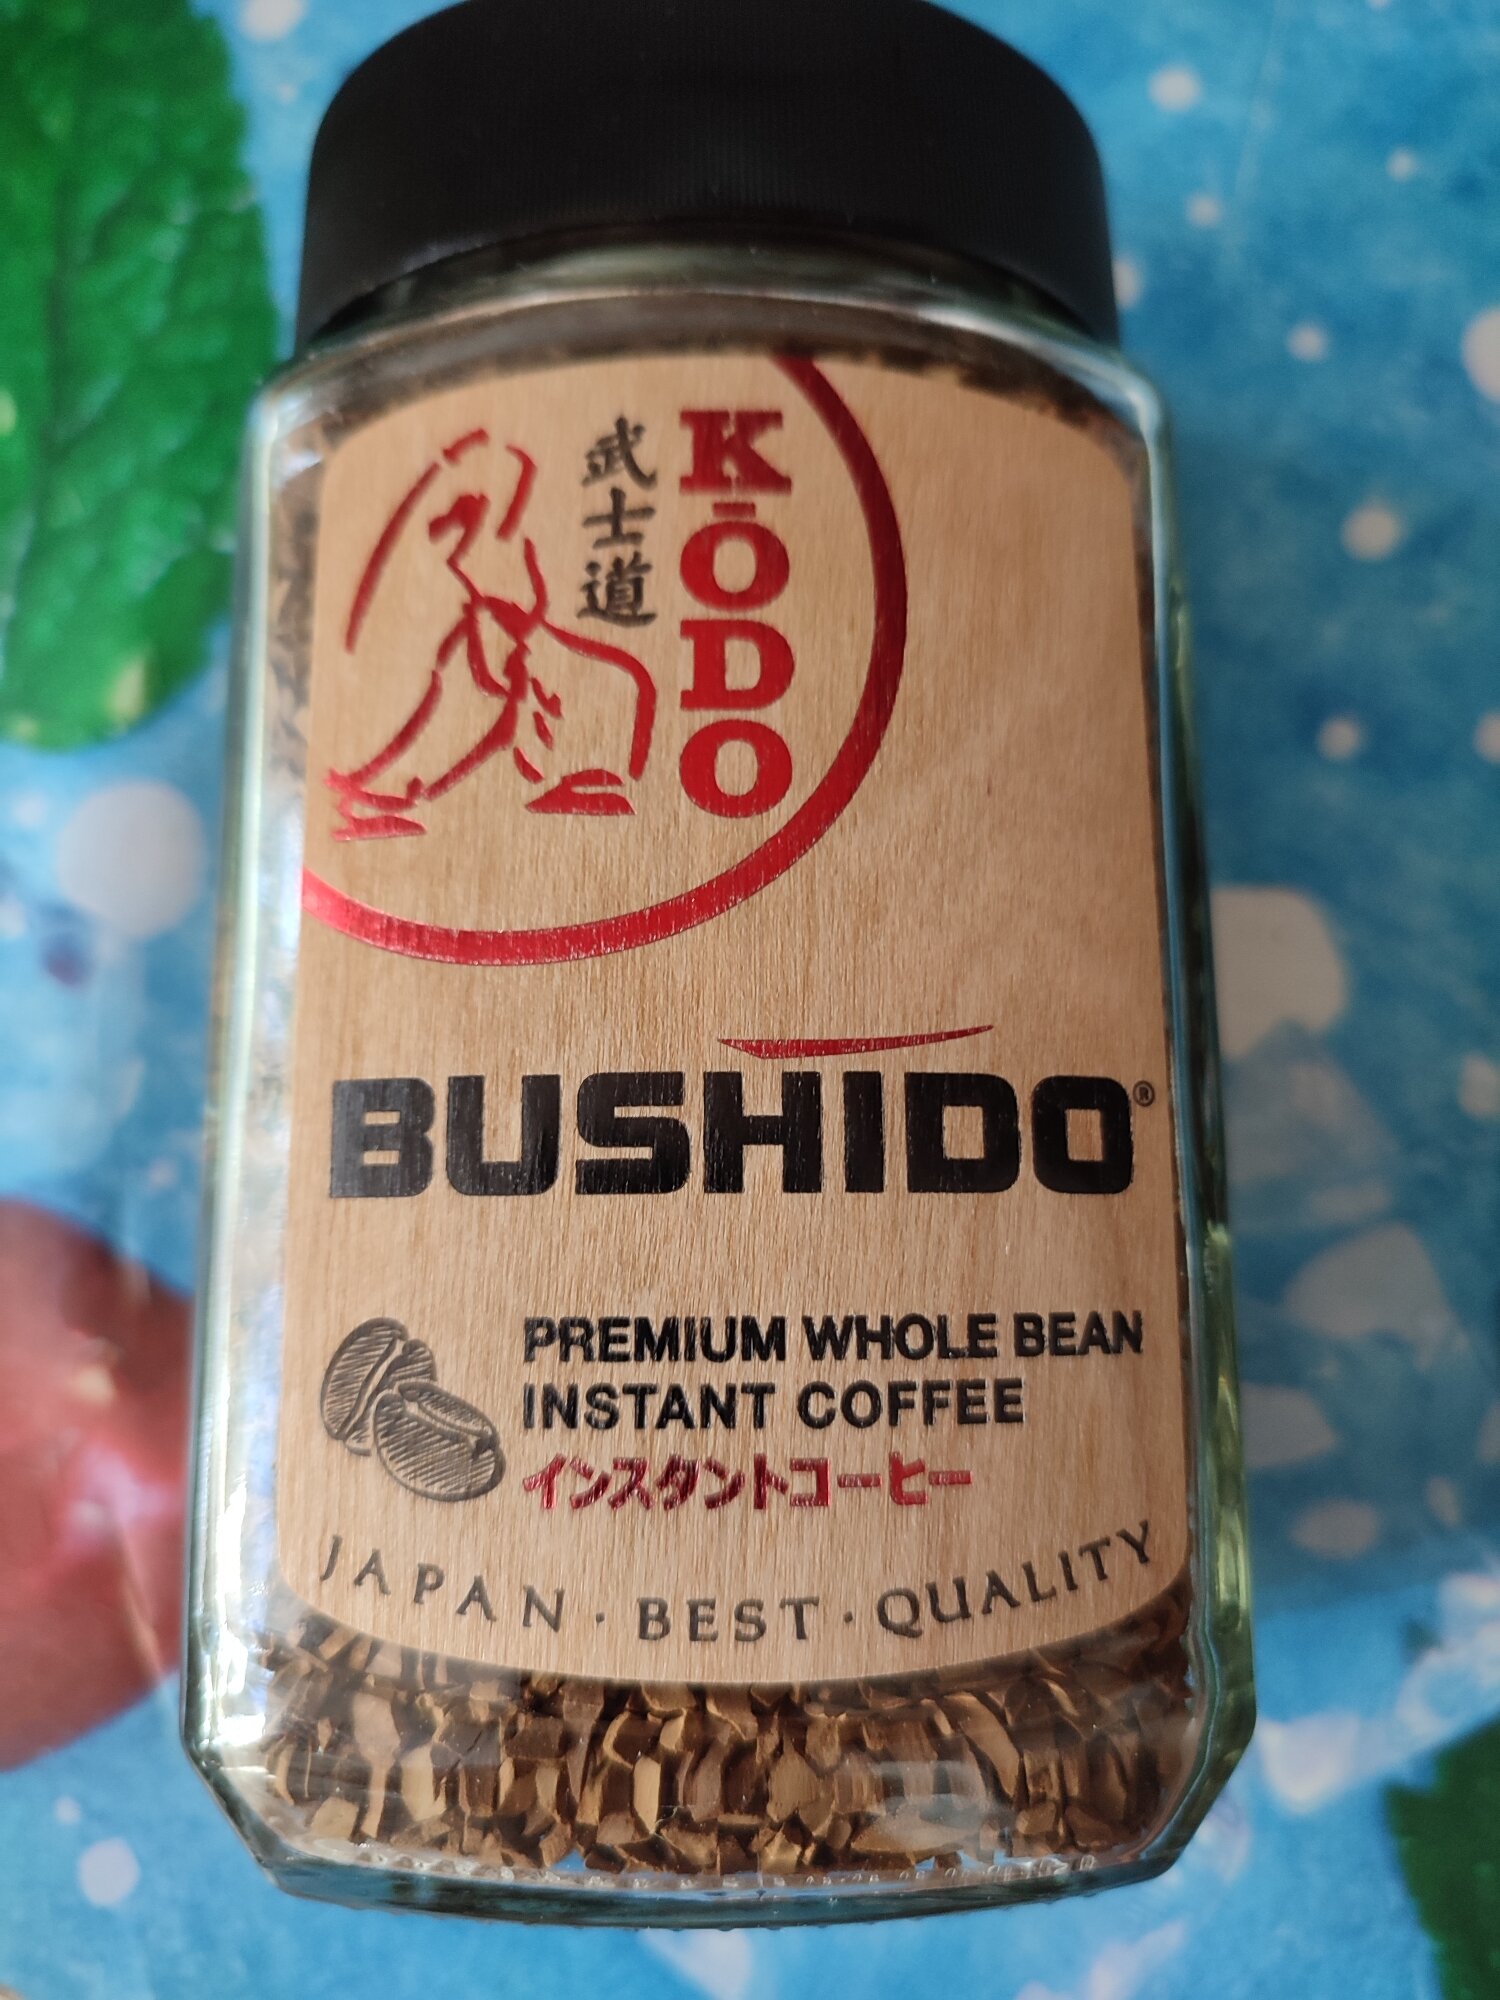 武士道
KŌDO
BUSHIDO®
PREMIUM WHOLE BEAN
INSTANT COFFEE
インスタントコーヒー
JAPAN · BEST · QUALITY